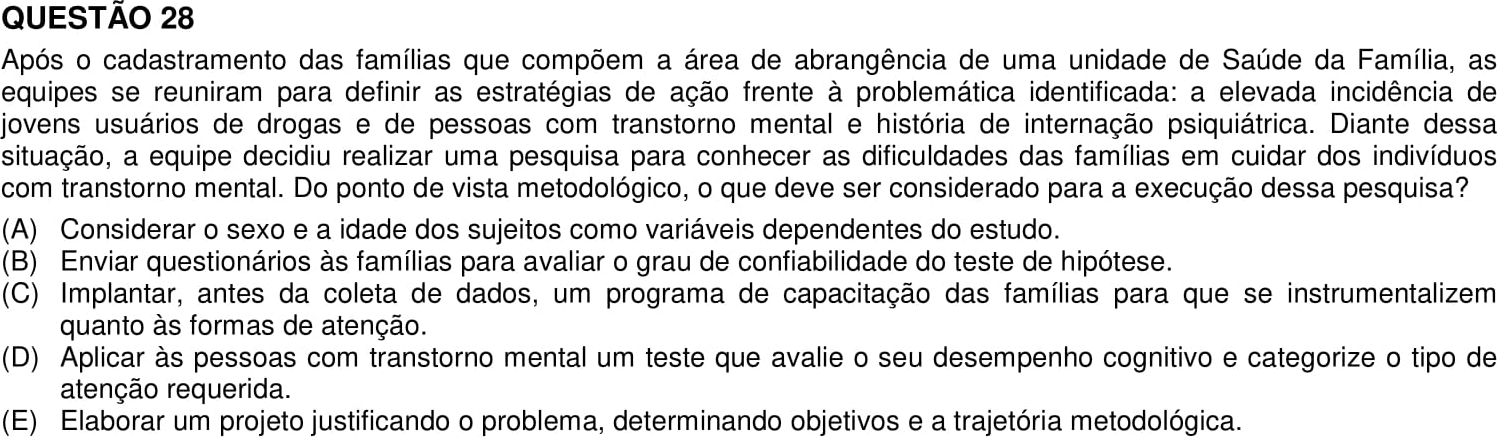 QUESTÃO 28
Após o cadastramento das famílias que compõem a área de abrangência de uma unidade de Saúde da Família, as
equipes se reuniram para definir as estratégias de ação frente à problemática identificada: a elevada incidência de
jovens usuários de drogas e de pessoas com transtorno mental e história de internação psiquiátrica. Diante dessa
situação, a equipe decidiu realizar uma pesquisa para conhecer as dificuldades das famílias em cuidar dos indivíduos
com transtorno mental. Do ponto de vista metodológico, o que deve ser considerado para a execução dessa pesquisa?
(A) Considerar o sexo e a idade dos sujeitos como variáveis dependentes do estudo.
(B) Enviar questionários às famílias para avaliar o grau de confiabilidade do teste de hipótese.
(C) Implantar, antes da coleta de dados, um programa de capacitação das famílias para que se instrumentalizem
quanto às formas de atenção.
(D) Aplicar às pessoas com transtorno mental um teste que avalie o seu desempenho cognitivo e categorize o tipo de
atenção requerida.
(E) Elaborar um projeto justificando o problema, determinando objetivos e a trajetória metodológica.